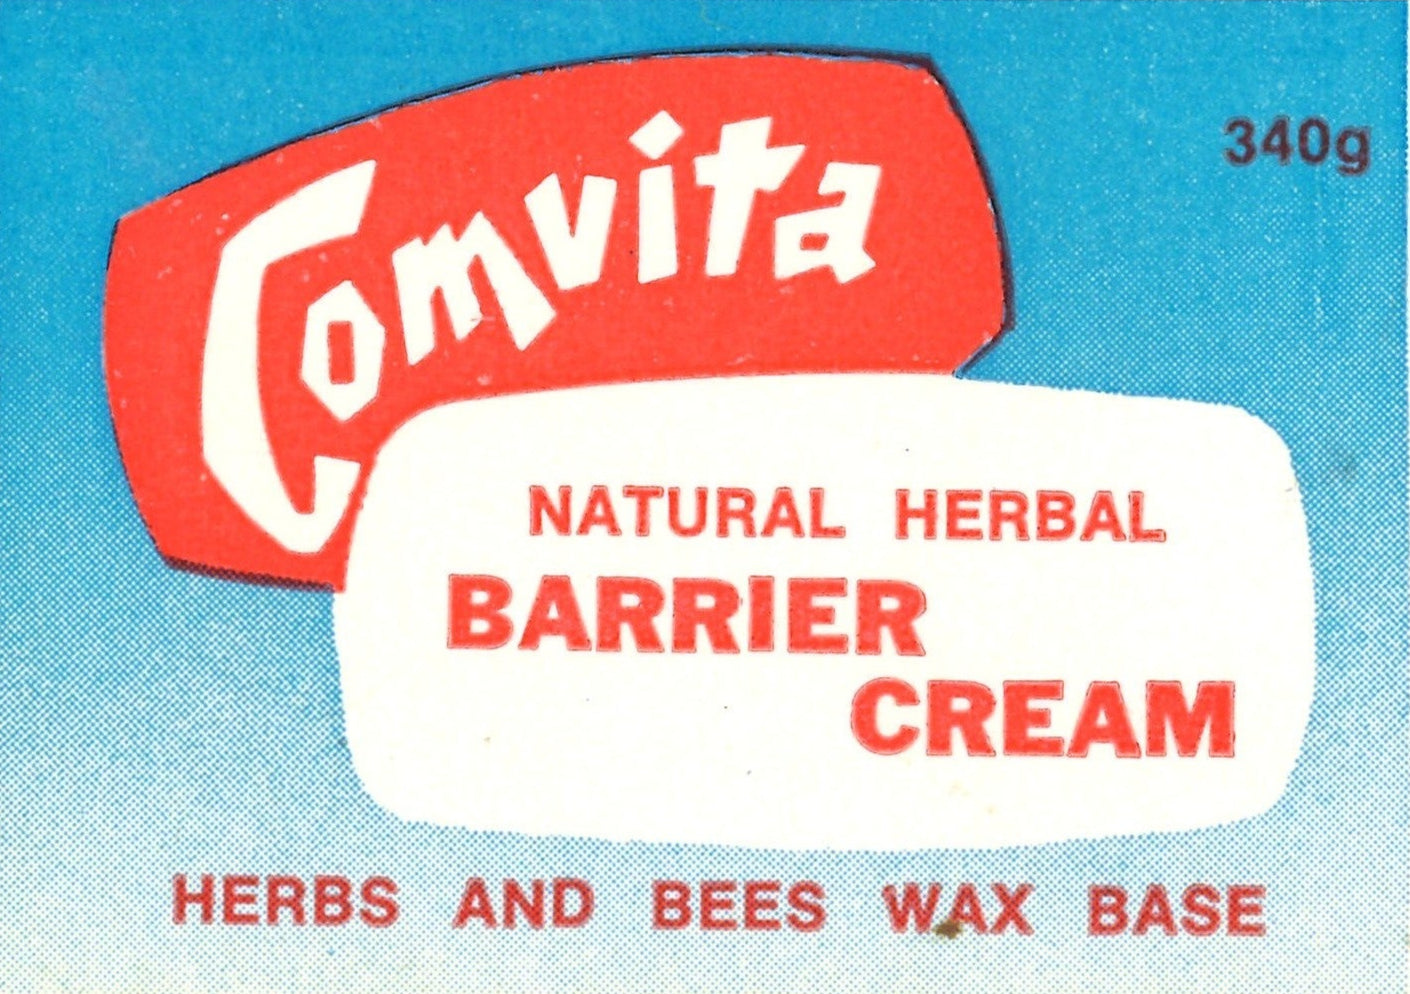 Comvita
340g
NATURAL HERBAL
BARRIER
CREAM
HERBS AND BEES WAX BASE